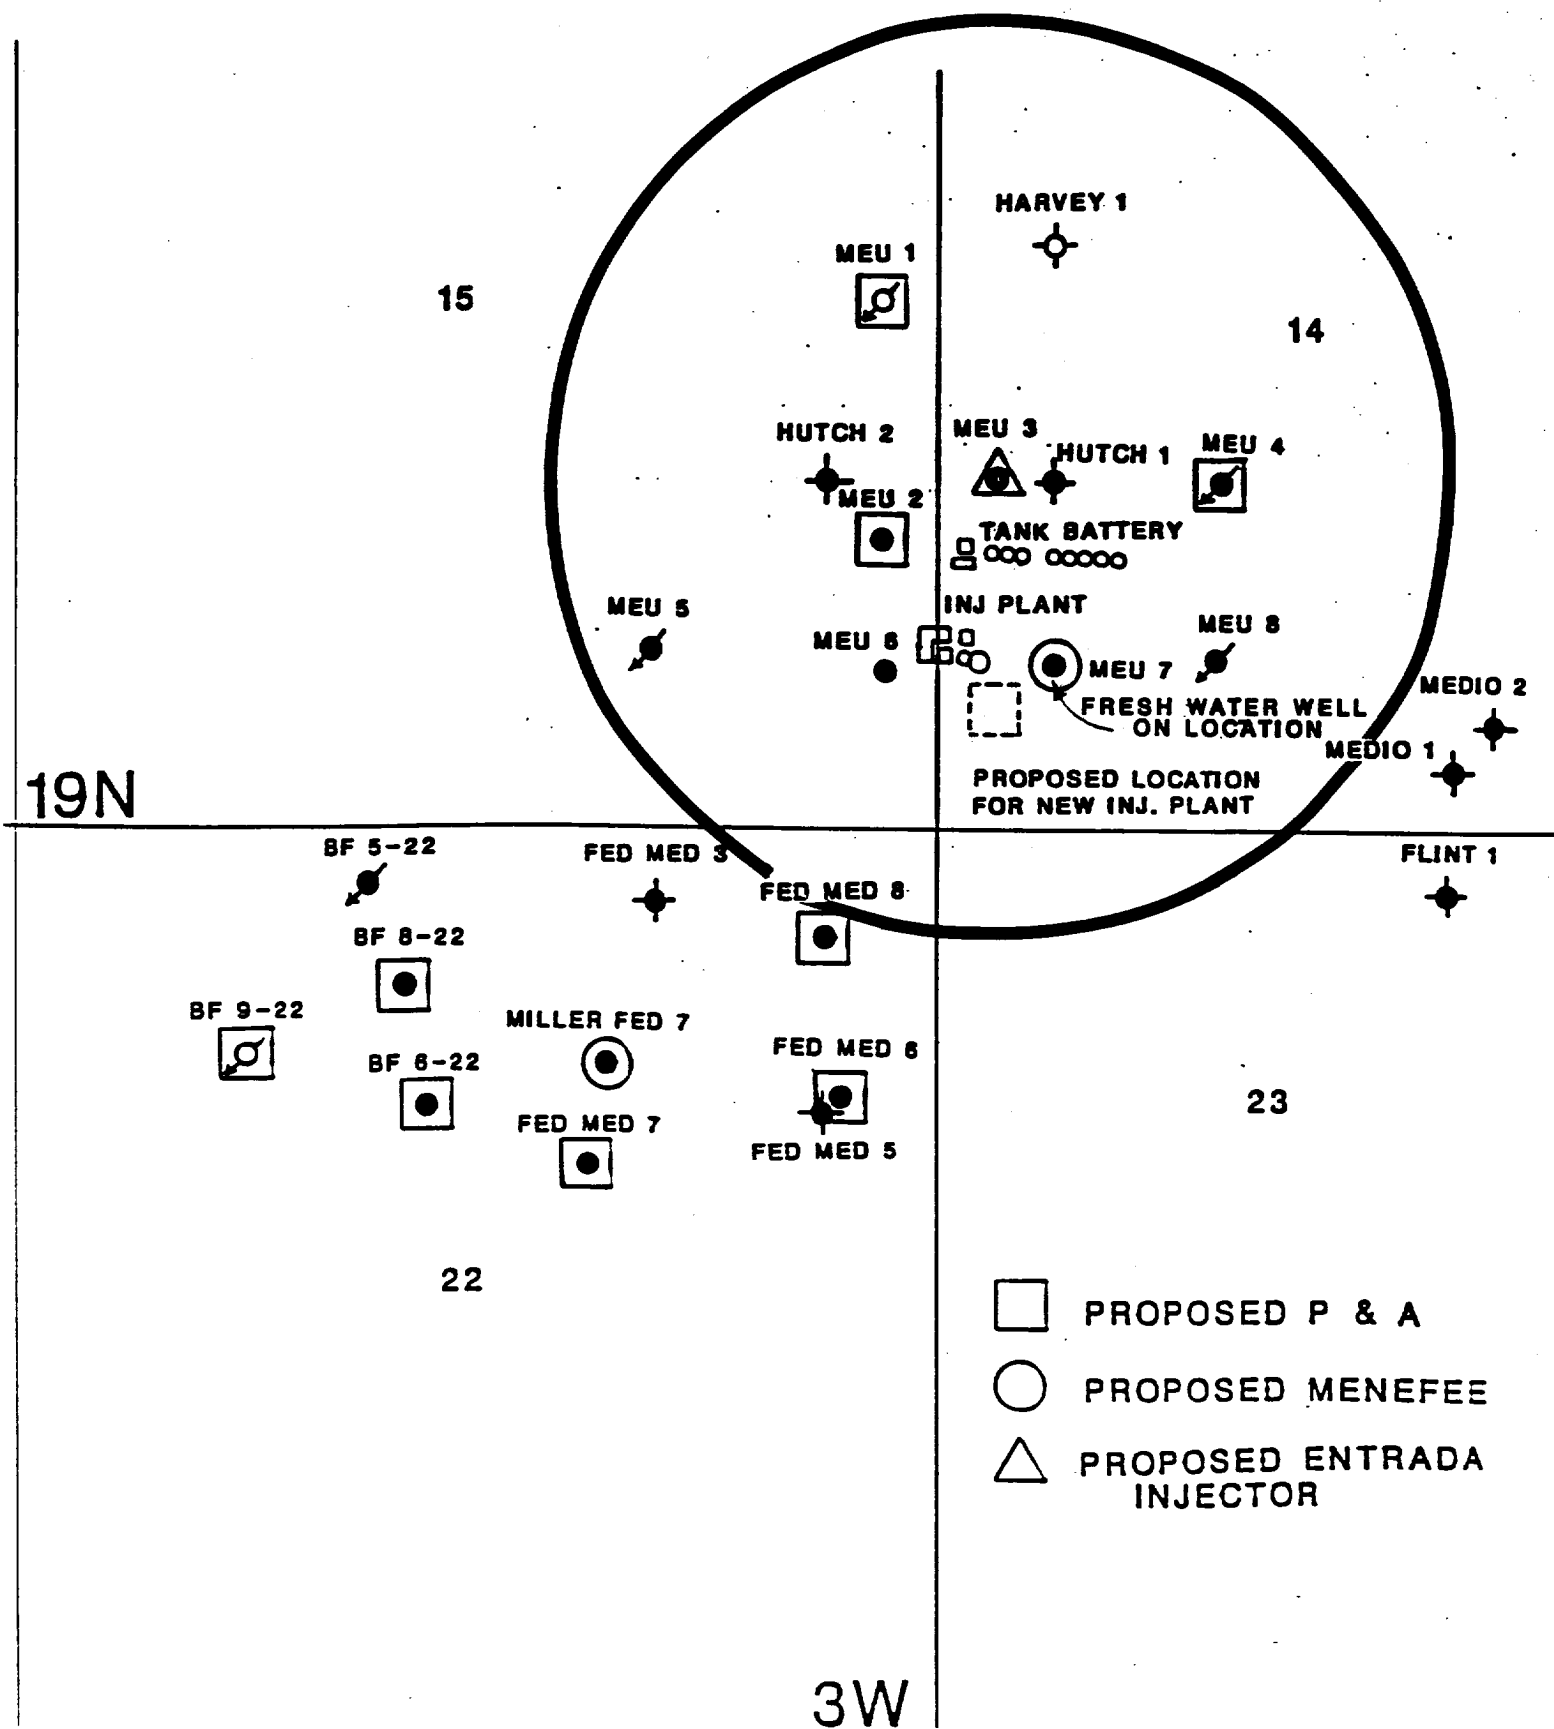 HARVEY 1
MEU 1
15
14
HUTCH 2
MEU 3
HUTCH 1
MEU 4
MEU 2
TANK BATTERY
MEU 5
INJ PLANT
MEU 6
MEU 8
MEU 7
MEDIO 2
FRESH WATER WELL
ON LOCATION
MEDIO 1
PROPOSED LOCATION
FOR NEW INJ. PLANT
19N
BF 5-22
FED MED 3
FLINT 1
FED MED 8
BF 8-22
BF 9-22
MILLER FED 7
FED MED 6
BF 6-22
23
FED MED 7
FED MED 5
22
PROPOSED P & A
PROPOSED MENEFEE
PROPOSED ENTRADA
INJECTOR
3W